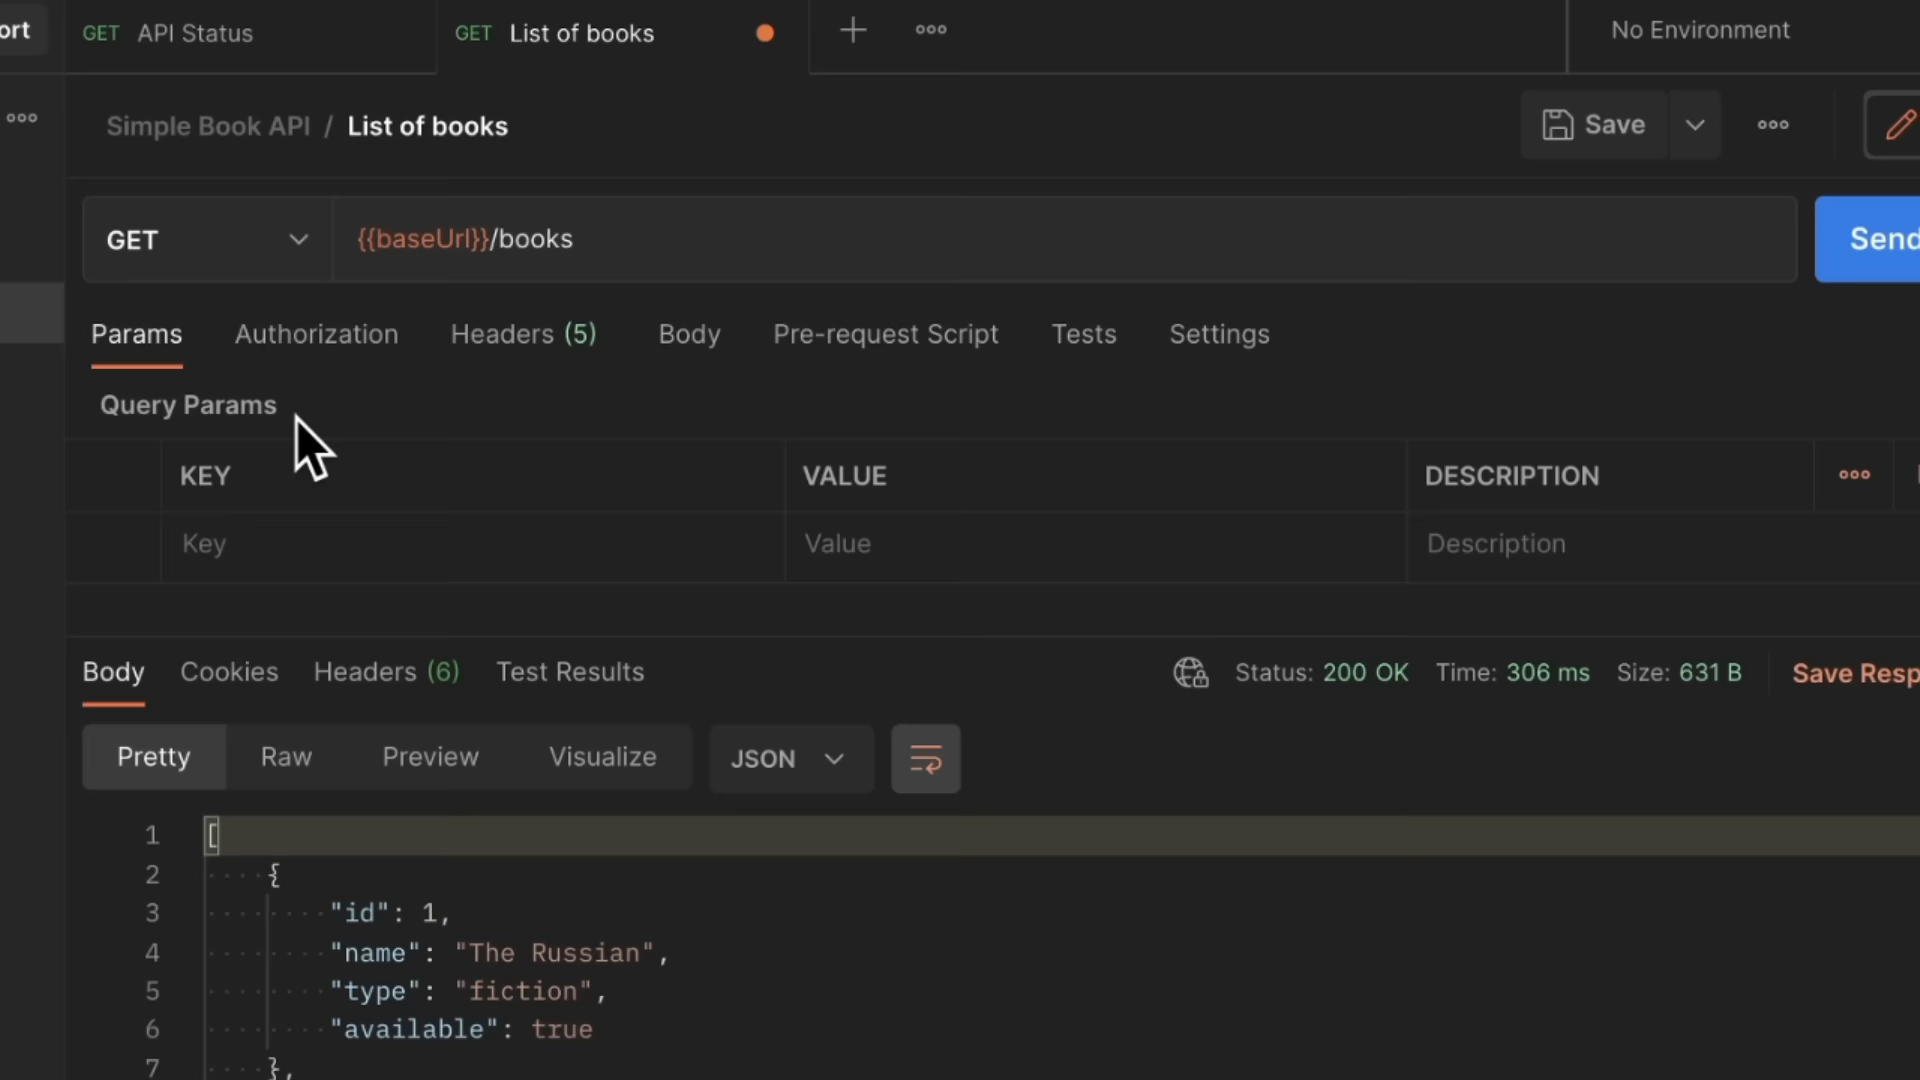 ort GET API Status GET List of books No Environment
Simple Book API / List of books Save
GET {{baseUrl}}/books Send
Params Authorization Headers (5) Body Pre-request Script Tests Settings
Query Params
KEY VALUE DESCRIPTION
Key Value Description
Body Cookies Headers (6) Test Results Status: 200 OK Time: 306 ms Size: 631 B Save Resp
Pretty Raw Preview Visualize JSON
1 [
2 {
3 "id": 1,
4 "name": "The Russian",
5 "type": "fiction",
6 "available": true
7 },